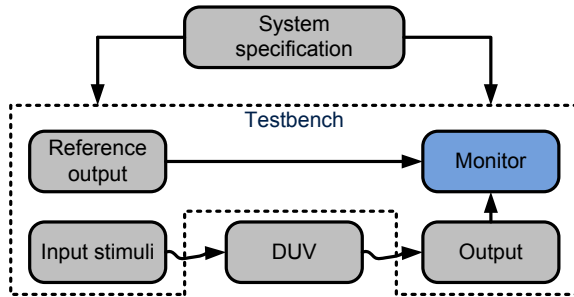 System
specification
Testbench
Reference
output
Monitor
Input stimuli
DUV
Output